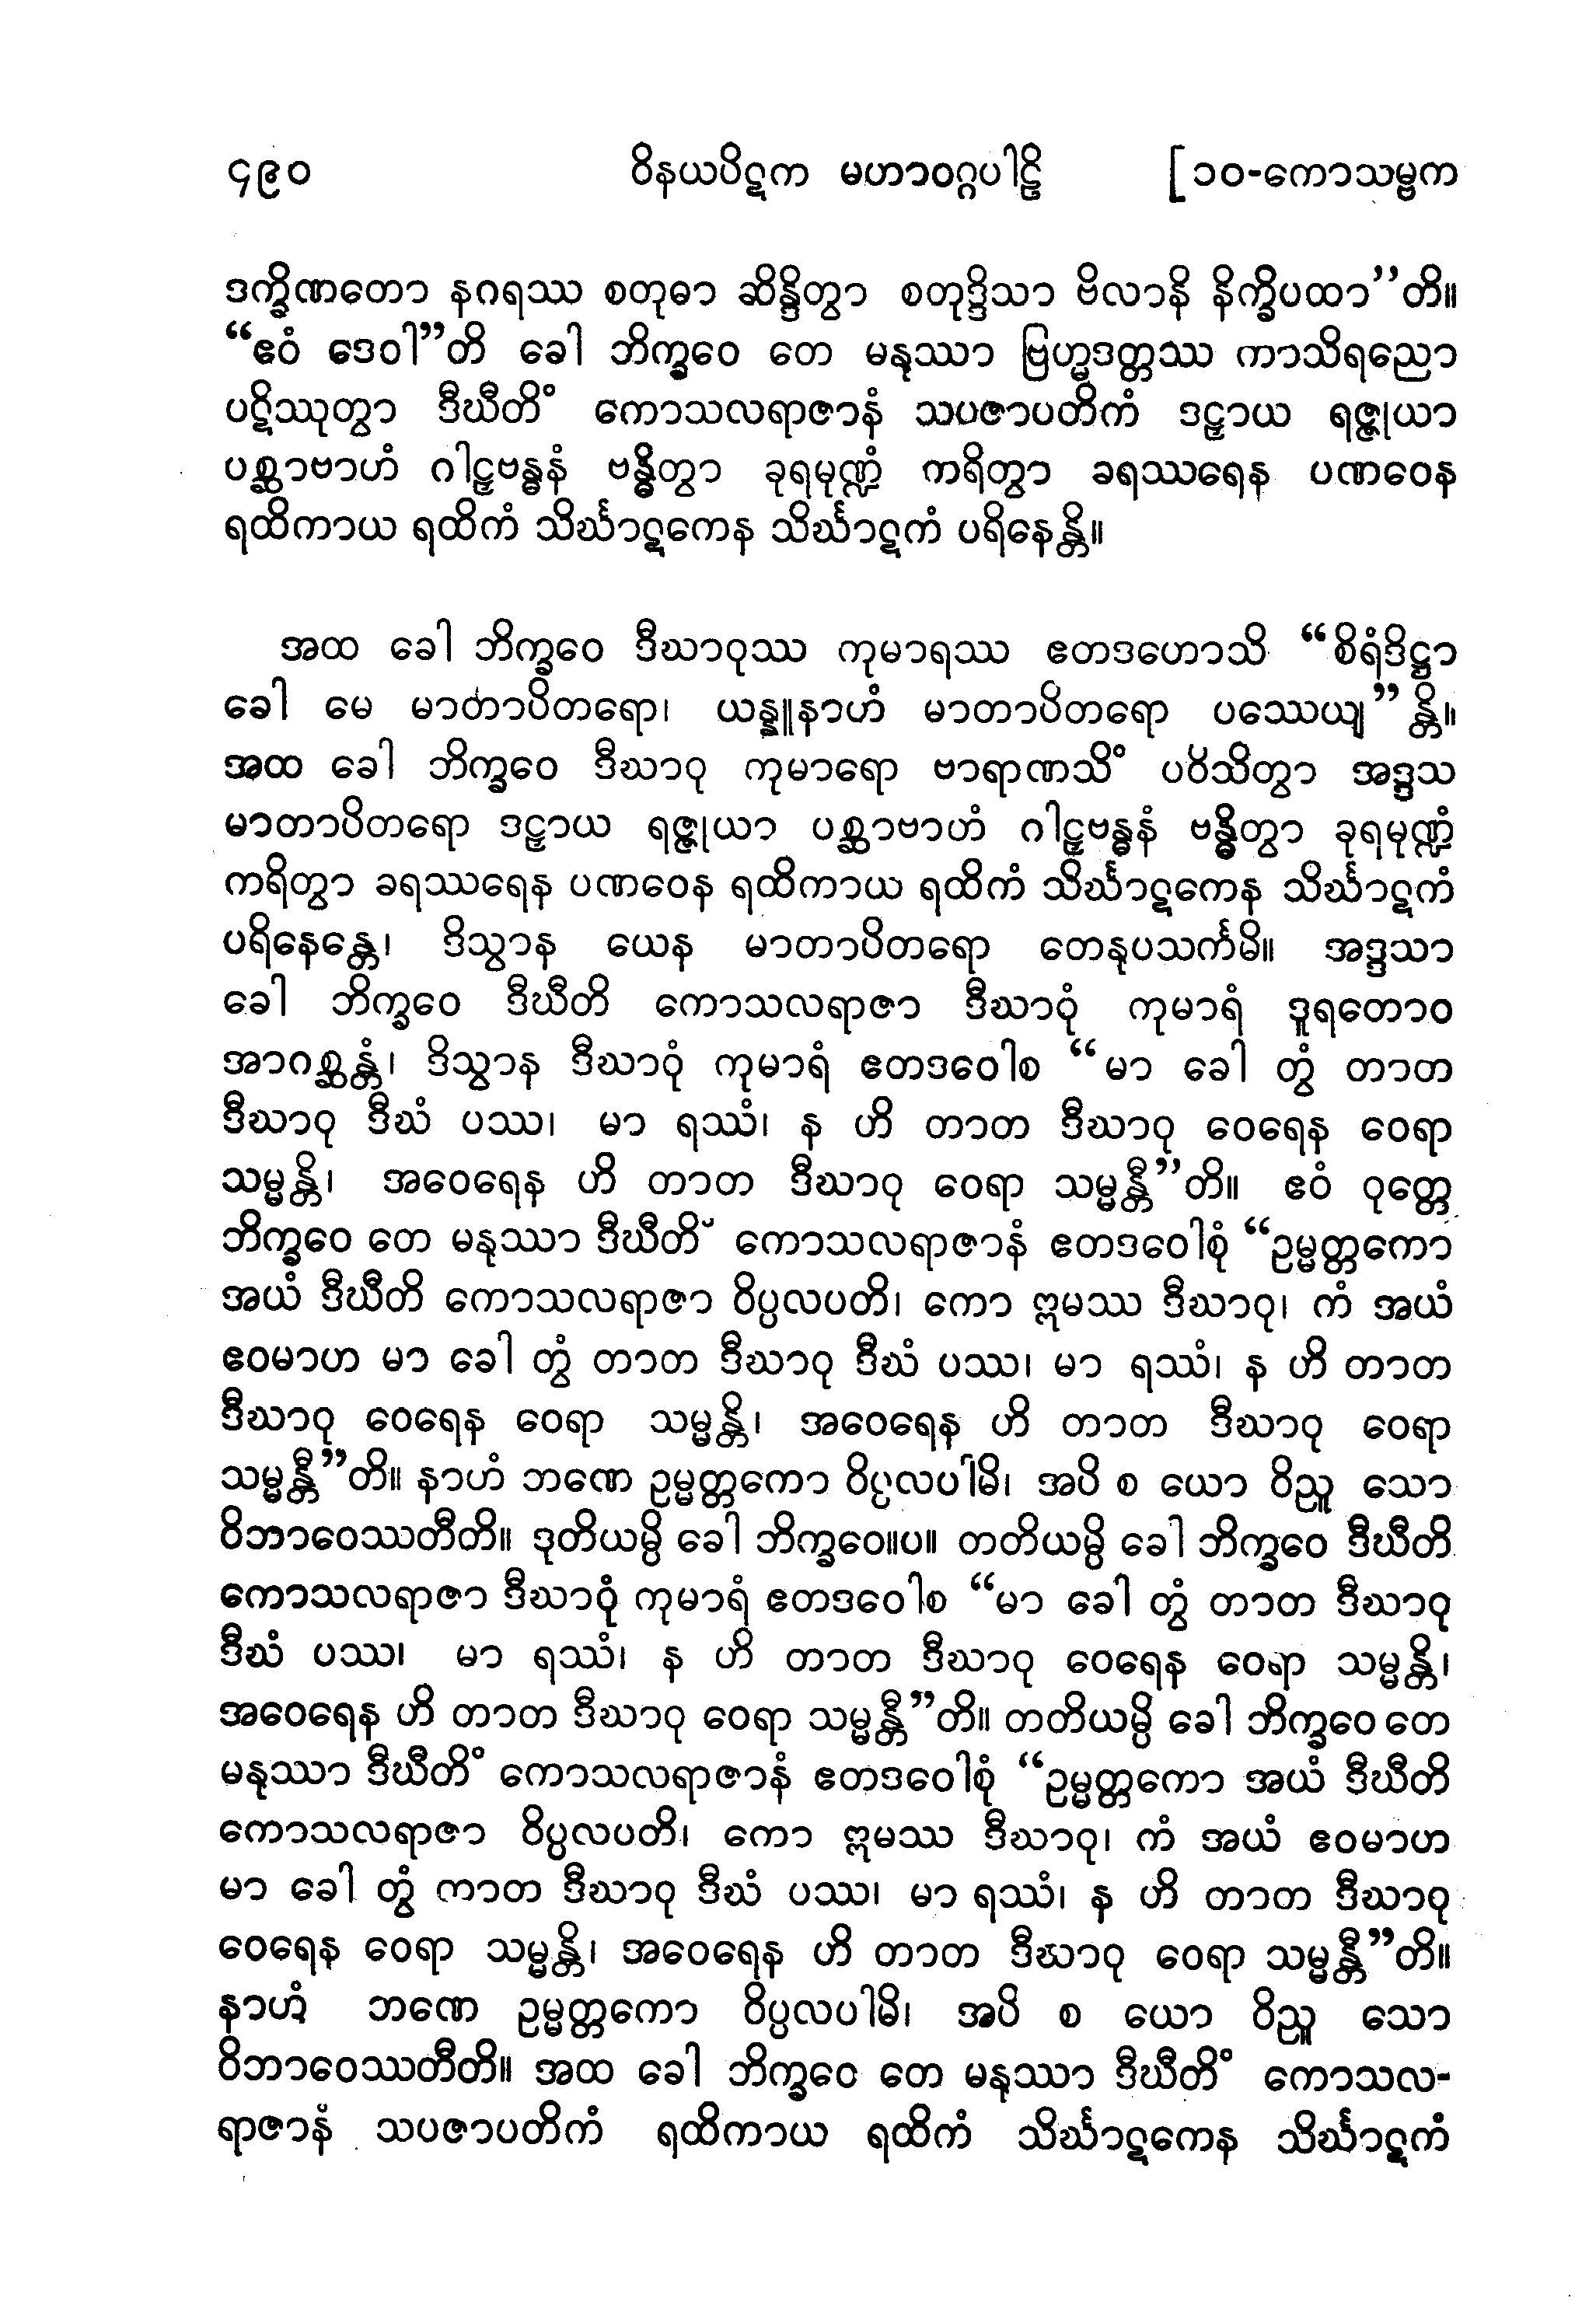 ၄၉၀ ဝိနယပိဋက မဟာဝဂ္ဂပါဠိ [၁၀-ကောသမ္ဗက
ဒက္ခိဏတော နဂရဿ စတုဓာ ဆိန္ဒိတွာ စတုဒ္ဒိသာ ဗိလာနိ နိက္ခိပထာ”တိ။
“ဧဝံ ဒေဝါ”တိ ခေါ ဘိက္ခဝေ တေ မနုဿာ ဗြဟ္မဒတ္တဿ ကာသိရညော
ပဋိဿုတွာ ဒီဃီတိံ ကောသလရာဇာနံ သပဇာပတိကံ ဒဠှာယ ရဇ္ဇုယာ
ပစ္ဆာဗာဟံ ဂါဠှဗန္ဓနံ ဗန္ဓိတွာ ခုရမုဏ္ဍံ ကရိတွာ ခရဿရေန ပဏဝေန
ရထိကာယ ရထိကံ သိင်္ဃာဋကေန သိင်္ဃာဋကံ ပရိနေန္တိ။
အထ ခေါ ဘိက္ခဝေ ဒီဃာဝုဿ ကုမာရဿ ဧတဒဟောသိ “စိရံဒိဋ္ဌာ
ခေါ မေ မာတာပိတရော၊ ယန္နူနာဟံ မာတာပိတရော ပဿေယျ”န္တိ။
အထ ခေါ ဘိက္ခဝေ ဒီဃာဝု ကုမာရော ဗာရာဏသိံ ပဝိသိတွာ အဒ္ဒသ
မာတာပိတရော ဒဠှာယ ရဇ္ဇုယာ ပစ္ဆာဗာဟံ ဂါဠှဗန္ဓနံ ဗန္ဓိတွာ ခုရမုဏ္ဍံ
ကရိတွာ ခရဿရေန ပဏဝေန ရထိကာယ ရထိကံ သိင်္ဃာဋကေန သိင်္ဃာဋကံ
ပရိနေန္တေ၊ ဒိသွာန ယေန မာတာပိတရော တေနုပသင်္ကမိ။ အဒ္ဒသာ
ခေါ ဘိက္ခဝေ ဒီဃီတိ ကောသလရာဇာ ဒီဃာဝုံ ကုမာရံ ဒူရတောဝ
အာဂစ္ဆန္တံ၊ ဒိသွာန ဒီဃာဝုံ ကုမာရံ ဧတဒဝေါစ “မာ ခေါ တွံ တာတ
ဒီဃာဝု ဒီဃံ ပဿ၊ မာ ရဿံ၊ န ဟိ တာတ ဒီဃာဝု ဝေရေန ဝေရာ
သမ္မန္တိ၊ အဝေရေန ဟိ တာတ ဒီဃာဝု ဝေရာ သမ္မန္တီ”တိ။ ဧဝံ ဝုတ္တေ
ဘိက္ခဝေ တေ မနုဿာ ဒီဃီတိံ ကောသလရာဇာနံ ဧတဒဝေါစုံ “ဥမ္မတ္တကော
အယံ ဒီဃီတိ ကောသလရာဇာ ဝိပ္ပလပတိ၊ ကော ဣမဿ ဒီဃာဝု၊ ကံ အယံ
ဧဝမာဟ မာ ခေါ တွံ တာတ ဒီဃာဝု ဒီဃံ ပဿ၊ မာ ရဿံ၊ န ဟိ တာတ
ဒီဃာဝု ဝေရေန ဝေရာ သမ္မန္တိ၊ အဝေရေန ဟိ တာတ ဒီဃာဝု ဝေရာ
သမ္မန္တီ”တိ။ နာဟံ ဘဏေ ဥမ္မတ္တကော ဝိပ္ပလပါမိ၊ အပိ စ ယော ဝိညူ သော
ဝိဘာဝေဿတီတိ။ ဒုတိယမ္ပိ ခေါ ဘိက္ခဝေ။ပ။ တတိယမ္ပိ ခေါ ဘိက္ခဝေ ဒီဃီတိ
ကောသလရာဇာ ဒီဃာဝုံ ကုမာရံ ဧတဒဝေါစ “မာ ခေါ တွံ တာတ ဒီဃာဝု
ဒီဃံ ပဿ၊ မာ ရဿံ၊ န ဟိ တာတ ဒီဃာဝု ဝေရေန ဝေရာ သမ္မန္တိ၊
အဝေရေန ဟိ တာတ ဒီဃာဝု ဝေရာ သမ္မန္တီ”တိ။ တတိယမ္ပိ ခေါ ဘိက္ခဝေ တေ
မနုဿာ ဒီဃီတိံ ကောသလရာဇာနံ ဧတဒဝေါစုံ “ဥမ္မတ္တကော အယံ ဒီဃီတိ
ကောသလရာဇာ ဝိပ္ပလပတိ၊ ကော ဣမဿ ဒီဃာဝု၊ ကံ အယံ ဧဝမာဟ
မာ ခေါ တွံ ကာတ ဒီဃာဝု ဒီဃံ ပဿ၊ မာ ရဿံ၊ န ဟိ တာတ ဒီဃာဝု
ဝေရေန ဝေရာ သမ္မန္တိ၊ အဝေရေန ဟိ တာတ ဒီဃာဝု ဝေရာ သမ္မန္တီ”တိ။
နာဟံ ဘဏေ ဥမ္မတ္တကော ဝိပ္ပလပါမိ၊ အပိ စ ယော ဝိညူ သော
ဝိဘာဝေဿတီတိ။ အထ ခေါ ဘိက္ခဝေ တေ မနုဿာ ဒီဃီတိံ ကောသလ-
ရာဇာနံ သပဇာပတိကံ ရထိကာယ ရထိကံ သိင်္ဃာဋကေန သိင်္ဃာဋကံ